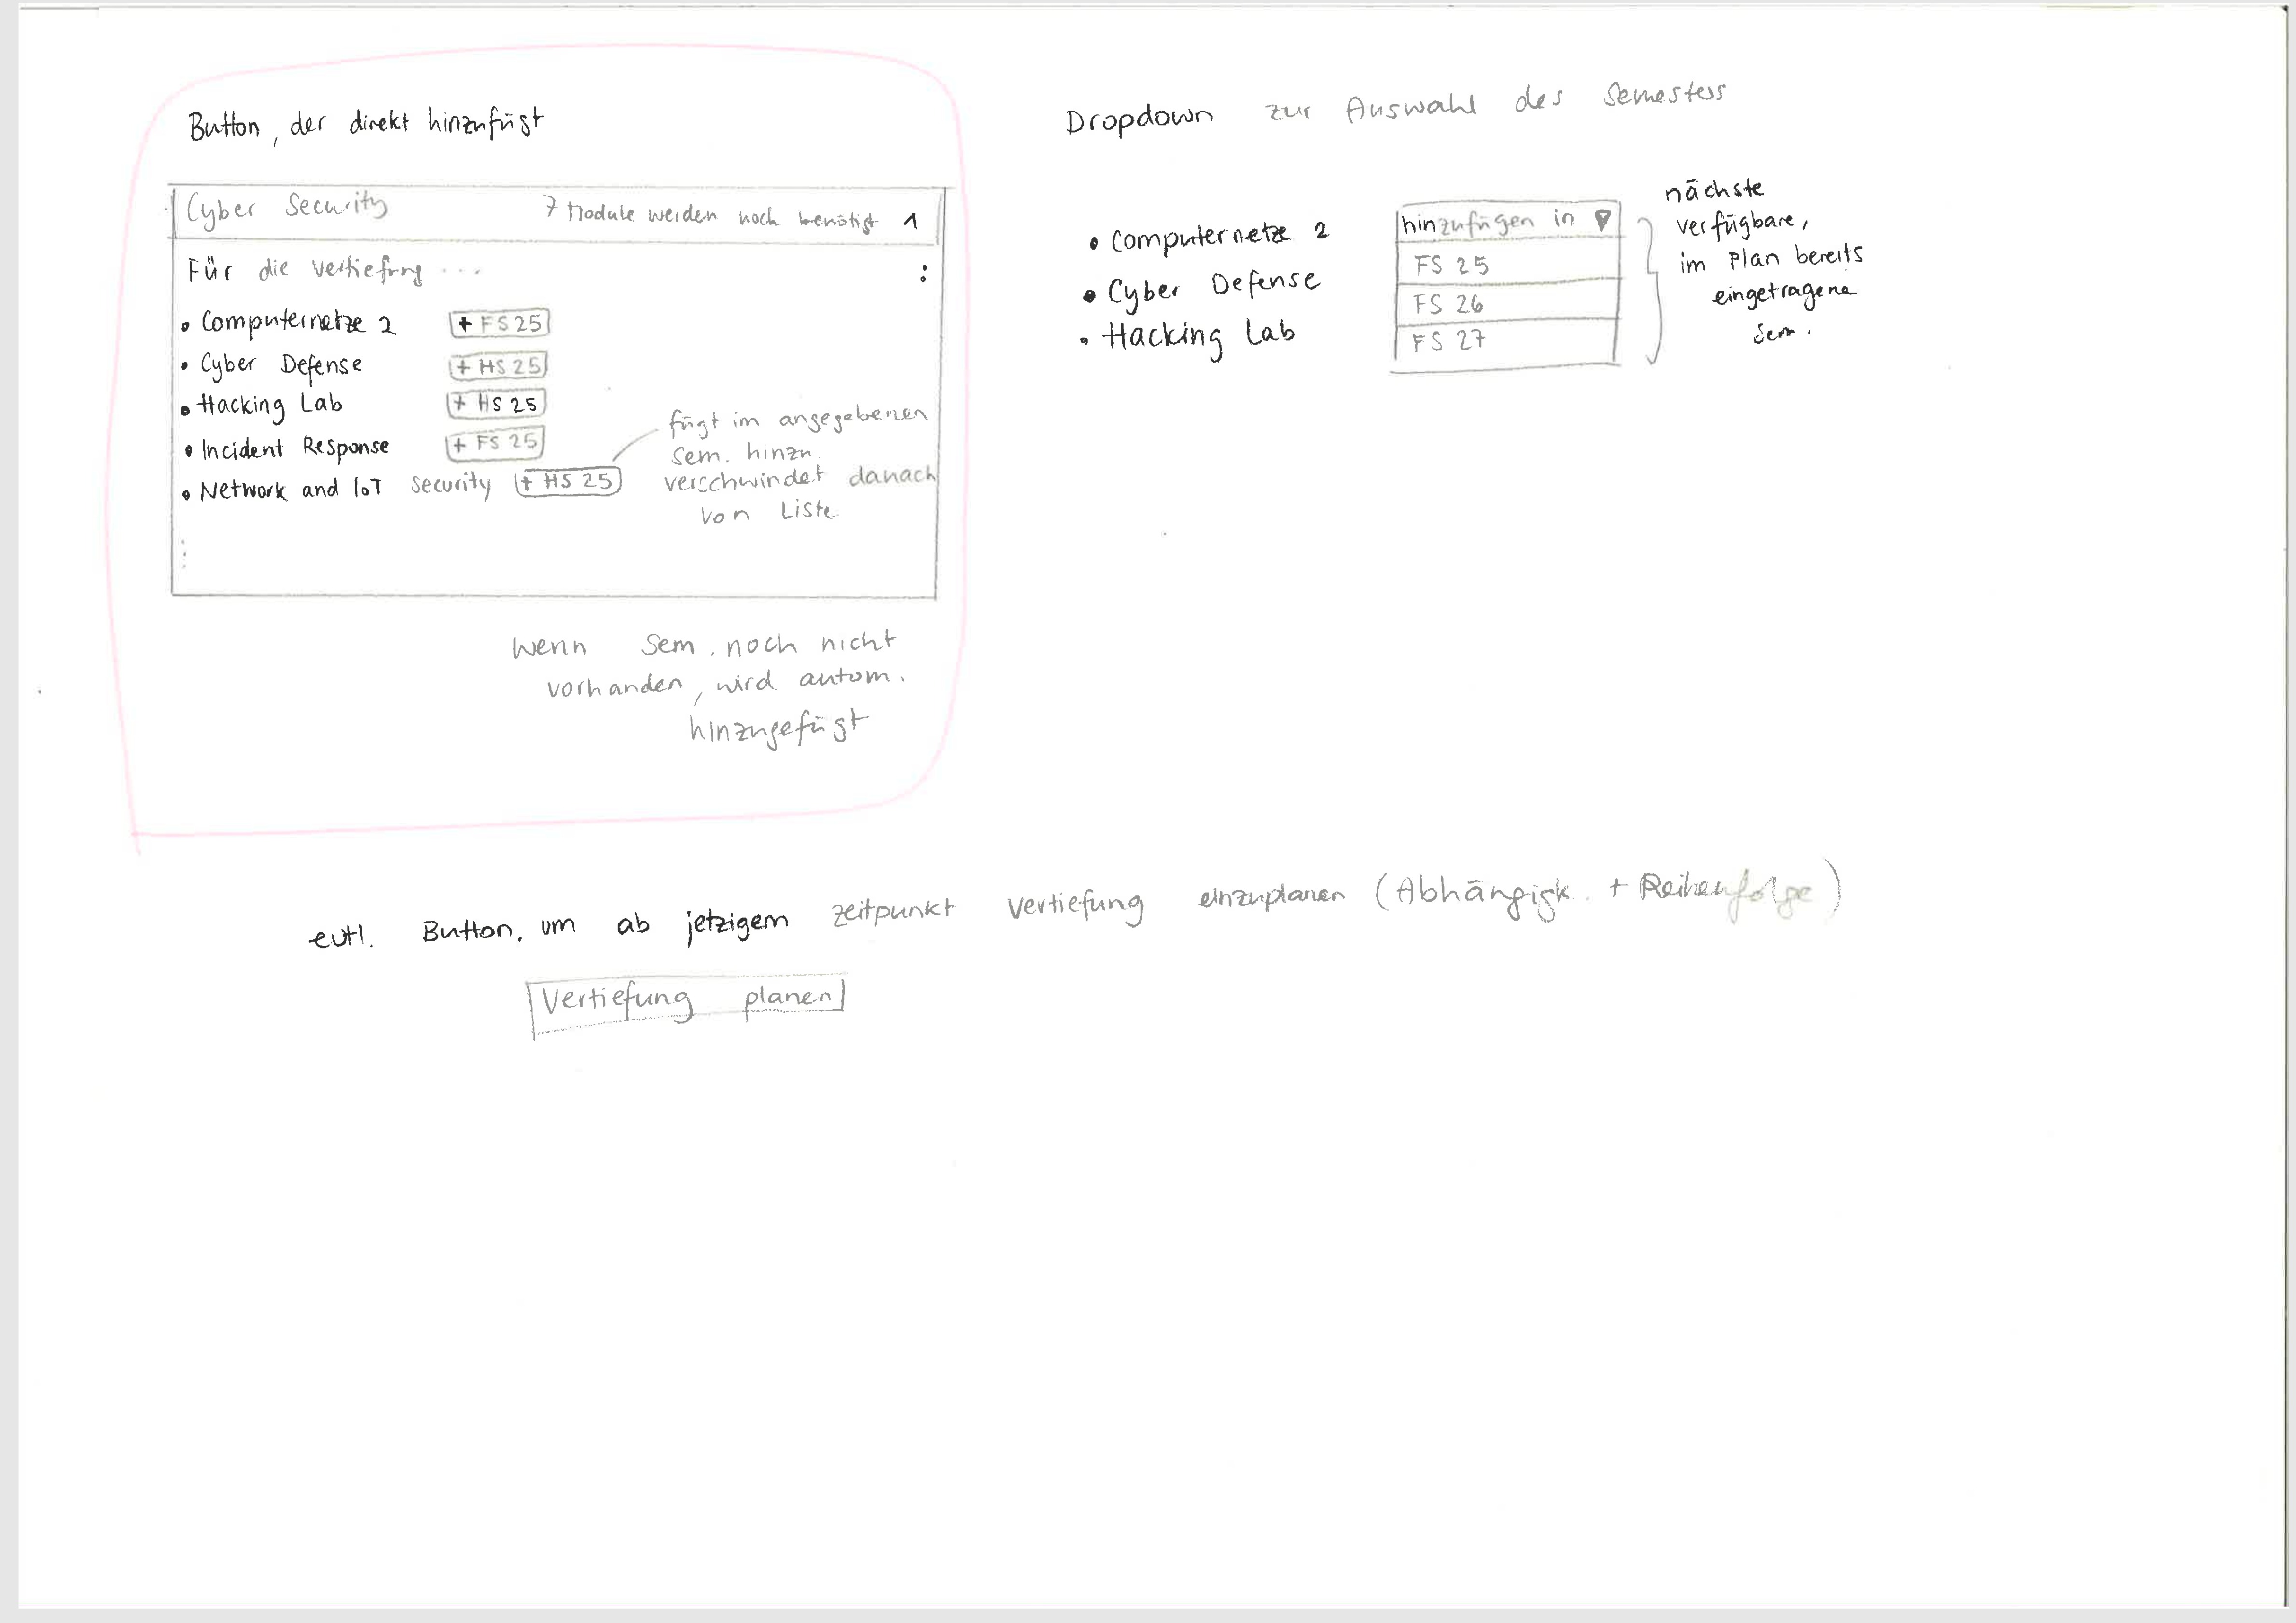 Button, der direkt hinzufügt
Cyber Security 7 Module werden noch benötigt
Für die Vertiefung ...
• Computernetze 2 + FS 25
• Cyber Defense + HS 25
• Hacking Lab + HS 25
• Incident Response + FS 25
• Network and IoT Security + HS 25
fügt im angegebenen
Sem. hinzu.
verschwindet danach
von Liste
Wenn Sem. noch nicht
vorhanden, wird autom.
hinzugefügt
Dropdown zur Auswahl des Semesters
• Computernetze 2
• Cyber Defense
• Hacking Lab
hinzufügen in
FS 25
FS 26
FS 27
nächste
verfügbare,
im Plan bereits
eingetragene
Sem.
evtl. Button, um ab jetzigem Zeitpunkt Vertiefung einzuplanen (Abhängigk. + Reihenfolge)
Vertiefung planen